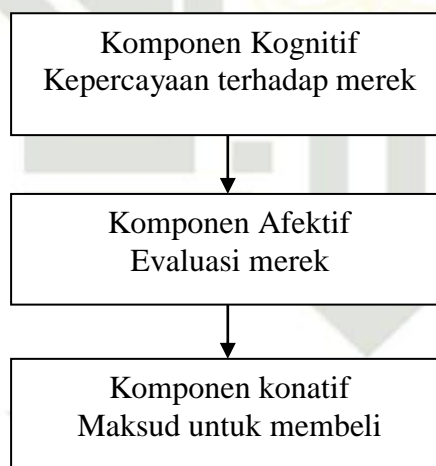 Komponen Kognitif
Kepercayaan terhadap merek
Komponen Afektif
Evaluasi merek
Komponen konatif
Maksud untuk membeli